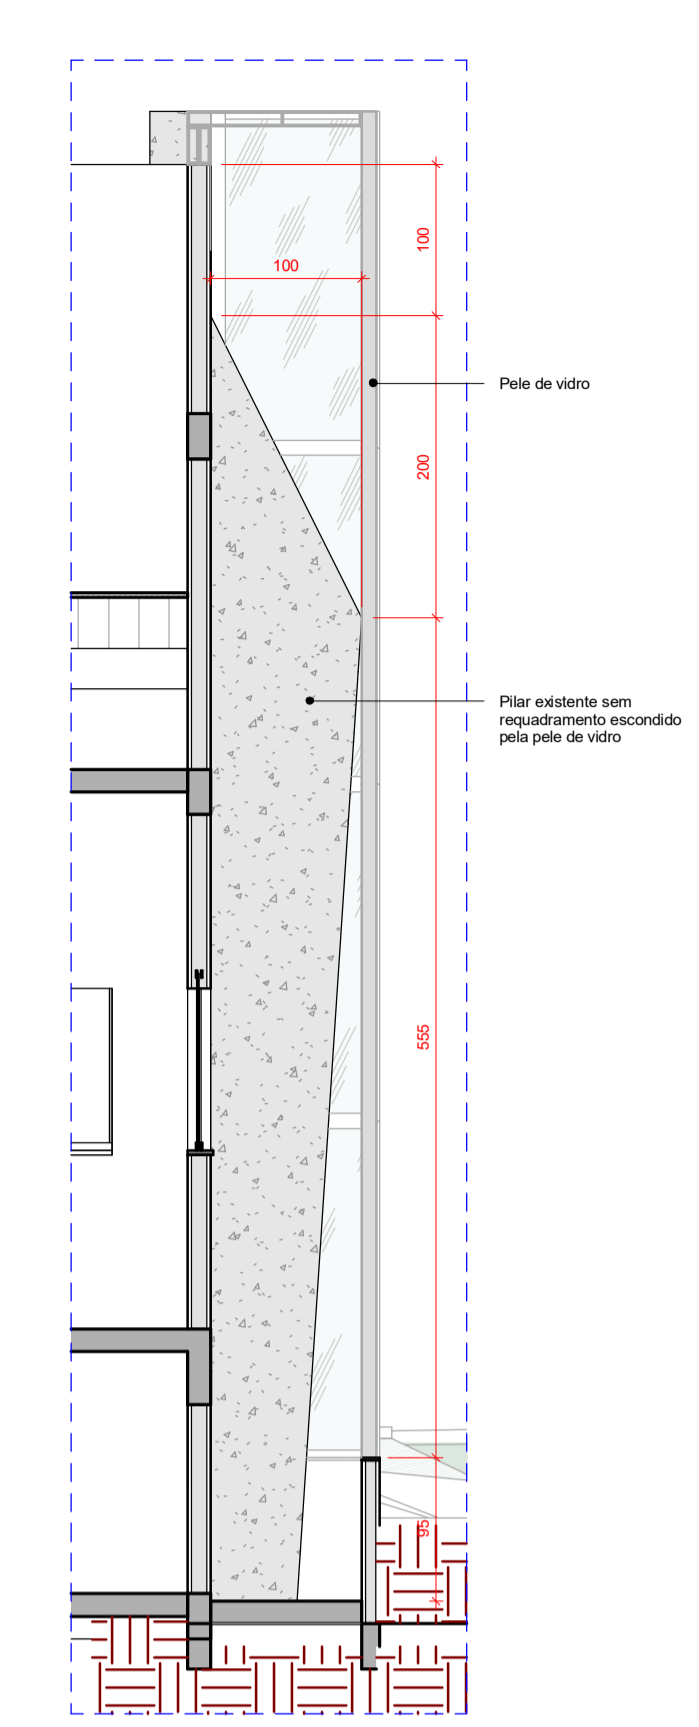 100
100
Pele de vidro
200
Pilar existente sem
requadramento escondido
pela pele de vidro
555
95